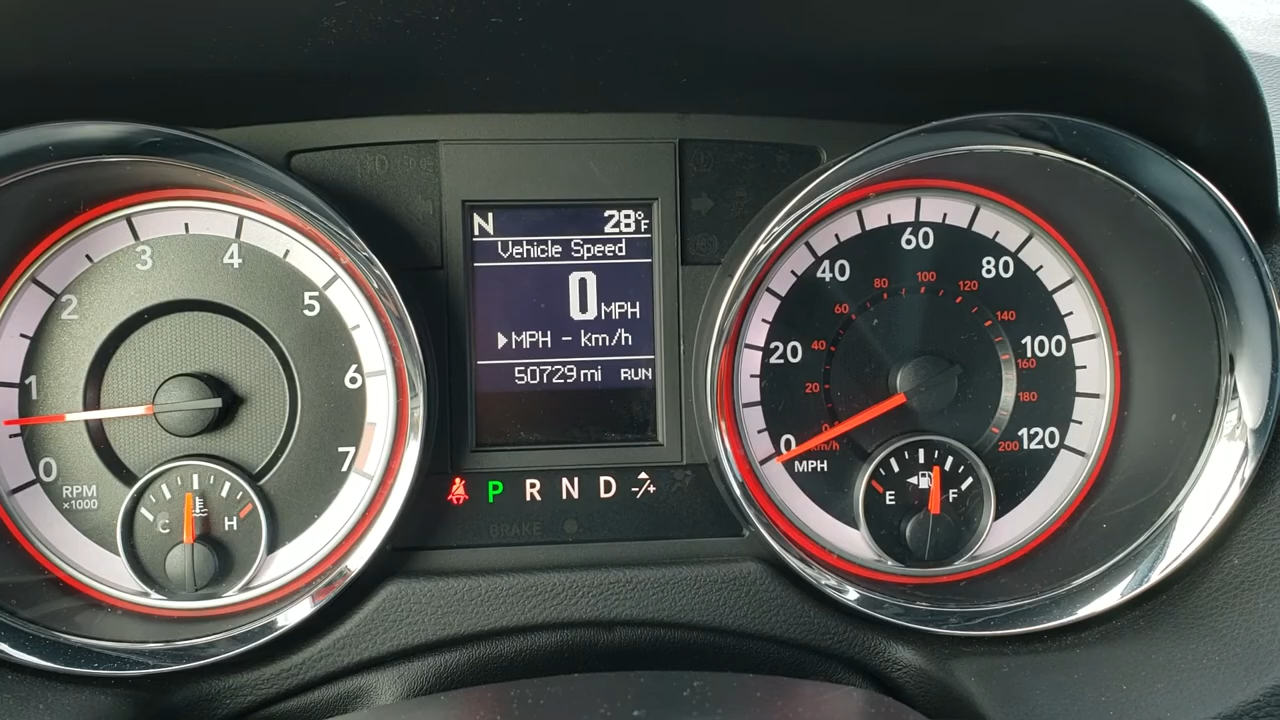 1
2
3
4
5
6
7
0
RPM
×1000
C
H
N 28°F
Vehicle Speed
0 MPH
MPH - km/h
50729 mi RUN
P R N D -/+
BRAKE
0
20
40
60
80
100
120
MPH
0
20
40
60
80
100
120
140
160
180
200
km/h
E
F